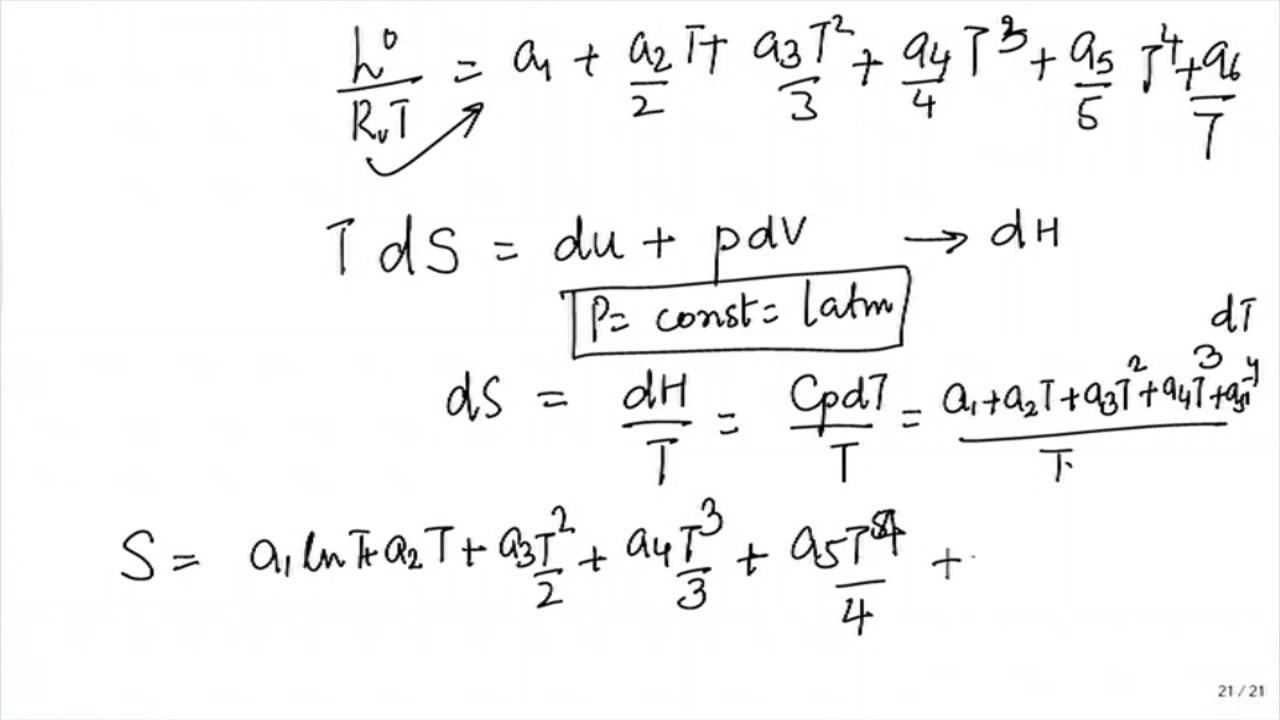 h⁰/RᵤT = a₁ + a₂/2 T + a₃T²/3 + a₄/4 T³ + a₅/5 T⁴ + a₆/T
T dS = du + pdV → dH
P = const = 1atm
dT
dS = dH/T = CpdT/T = (a₁+a₂T+a₃T²+a₄T³+a₅T⁴)/T
S = a₁ ln T + a₂T + a₃T²/2 + a₄T³/3 + a₅T⁴/4 +
21 / 21